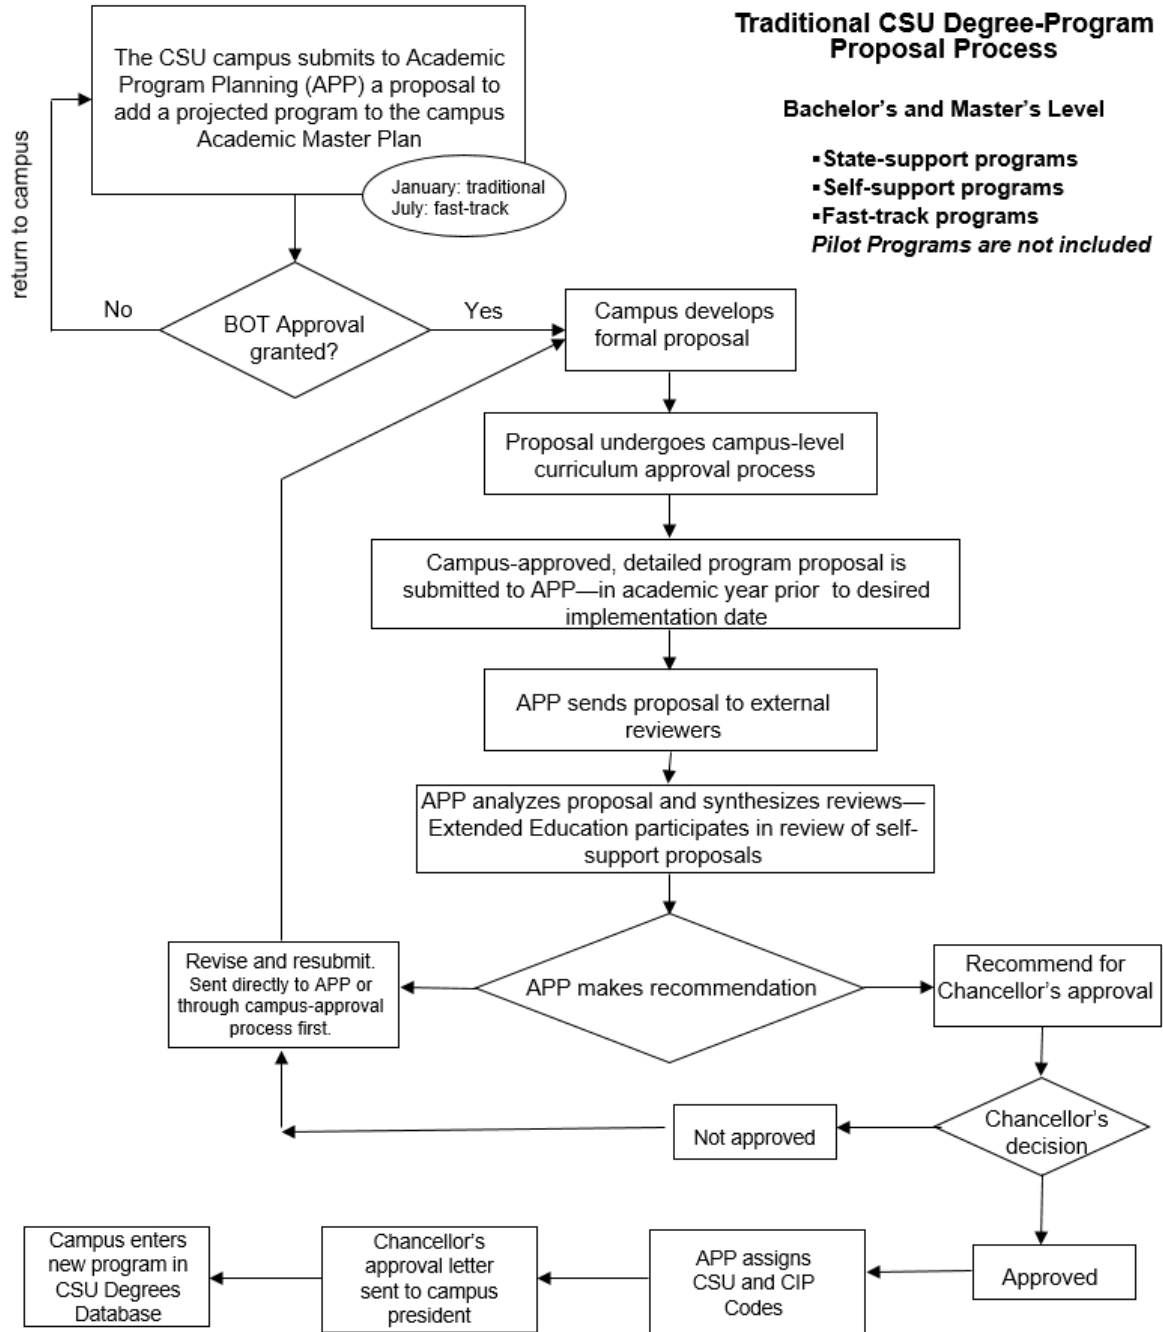 Traditional CSU Degree-Program
Proposal Process
Bachelor's and Master's Level
▪State-support programs
▪Self-support programs
▪Fast-track programs
Pilot Programs are not included
The CSU campus submits to Academic
Program Planning (APP) a proposal to
add a projected program to the campus
Academic Master Plan
January: traditional
July: fast-track
return to campus
No
BOT Approval
granted?
Yes
Campus develops
formal proposal
Proposal undergoes campus-level
curriculum approval process
Campus-approved, detailed program proposal is
submitted to APP—in academic year prior to desired
implementation date
APP sends proposal to external
reviewers
APP analyzes proposal and synthesizes reviews—
Extended Education participates in review of self-
support proposals
Revise and resubmit.
Sent directly to APP or
through campus-approval
process first.
APP makes recommendation
Recommend for
Chancellor's approval
Not approved
Chancellor's
decision
Campus enters
new program in
CSU Degrees
Database
Chancellor's
approval letter
sent to campus
president
APP assigns
CSU and CIP
Codes
Approved